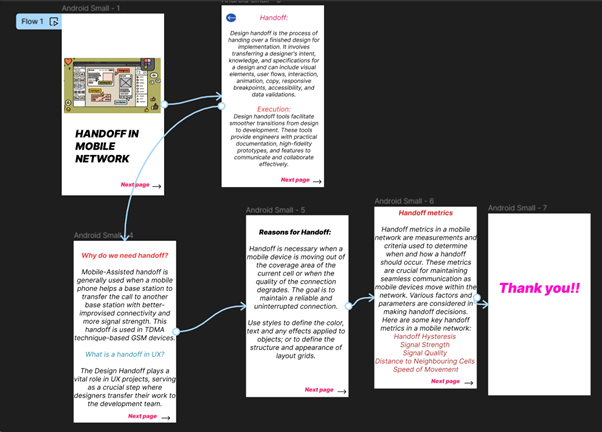 Flow 1
Android Small - 1
HANDOFF IN
MOBILE
NETWORK
Next page
Handoff:
Design handoff is the process of
handing over a finished design for
implementation. It involves
transferring a designer's intent,
knowledge, and specifications for
a design and can include visual
elements, user flows, interaction,
animation, copy, responsive
breakpoints, accessibility, and
data validations.
Execution:
Design handoff tools facilitate
smoother transitions from design
to development. These tools
provide engineers with practical
documentation, high-fidelity
prototypes, and features to
communicate and collaborate
effectively.
Next page
Why do we need handoff?
Mobile-Assisted handoff is
generally used when a mobile
phone helps a base station to
transfer the call to another
base station with better-
improvised connectivity and
more signal strength. This
handoff is used in TDMA
technique-based GSM devices.
What is a handoff in UX?
The Design Handoff plays a
vital role in UX projects, serving
as a crucial step where
designers transfer their work to
the development team.
Next page
Android Small - 5
Reasons for Handoff:
Handoff is necessary when a
mobile device is moving out of
the coverage area of the
current cell or when the
quality of the connection
degrades. The goal is to
maintain a reliable and
uninterrupted connection.
Use styles to define the color,
text and any effects applied to
objects; or to define the
structure and appearance of
layout grids.
Next page
Android Small - 6
Handoff metrics
Handoff metrics in a mobile
network are measurements and
criteria used to determine
when and how a handoff
should occur. These metrics
are crucial for maintaining
seamless communication as
mobile devices move within the
network. Various factors and
parameters are considered in
making handoff decisions.
Here are some key handoff
metrics in a mobile network:
Handoff Hysteresis
Signal Strength
Signal Quality
Distance to Neighbouring Cells
Speed of Movement
Next page
Android Small - 7
Thank you!!